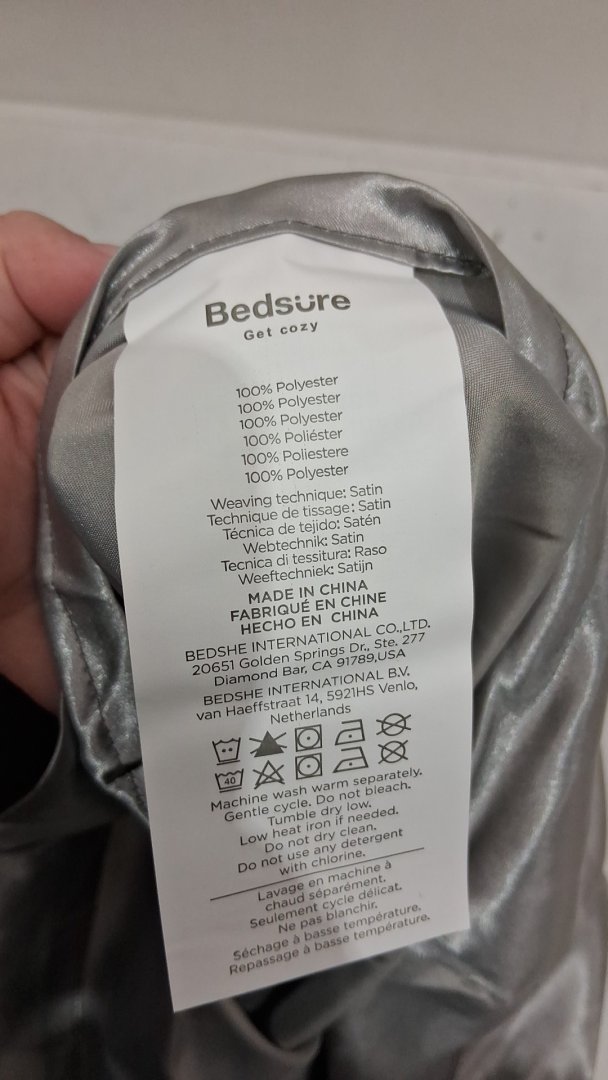 Bedsure
Get cozy
100% Polyester
100% Polyester
100% Polyester
100% Poliéster
100% Poliestere
100% Polyester
Weaving technique: Satin
Technique de tissage: Satin
Técnica de tejido: Satén
Webtechnik: Satin
Tecnica di tessitura: Raso
Weeftechniek: Satijn
MADE IN CHINA
FABRIQUÉ EN CHINE
HECHO EN CHINA
BEDSHE INTERNATIONAL CO.,LTD.
20651 Golden Springs Dr., Ste. 277
Diamond Bar, CA 91789,USA
BEDSHE INTERNATIONAL B.V.
van Haeffstraat 14, 5921HS Venlo,
Netherlands
40
Machine wash warm separately.
Gentle cycle. Do not bleach.
Tumble dry low.
Low heat iron if needed.
Do not dry clean.
Do not use any detergent
with chlorine.
Lavage en machine à
chaud séparément.
Seulement cycle délicat.
Ne pas blanchir.
Séchage à basse température.
Repassage à basse température.